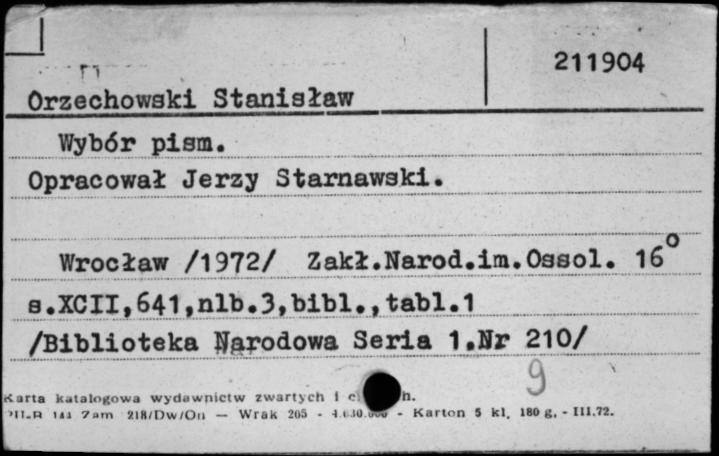 211904
Orzechowski Stanisław
Wybór pism.
Opracował Jerzy Starnawski.
Wrocław /1972/ Zakł.Narod.im.Ossol. 16°
s.XCII,641,nlb.3,bibl.,tabl.1
/Biblioteka Narodowa Seria 1.Nr 210/
9
Karta katalogowa wydawnictw zwartych i
144 Zam 218/Dw/On — Wrak 205 - - Karton 5 kl. 180 g. - III.72.